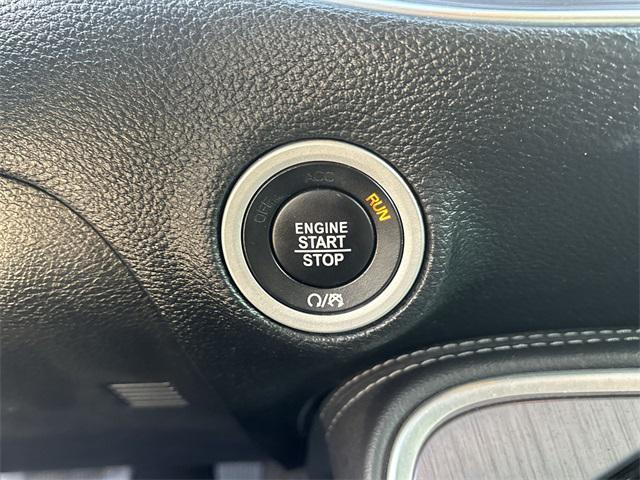 OFF ACC RUN
ENGINE
START
STOP